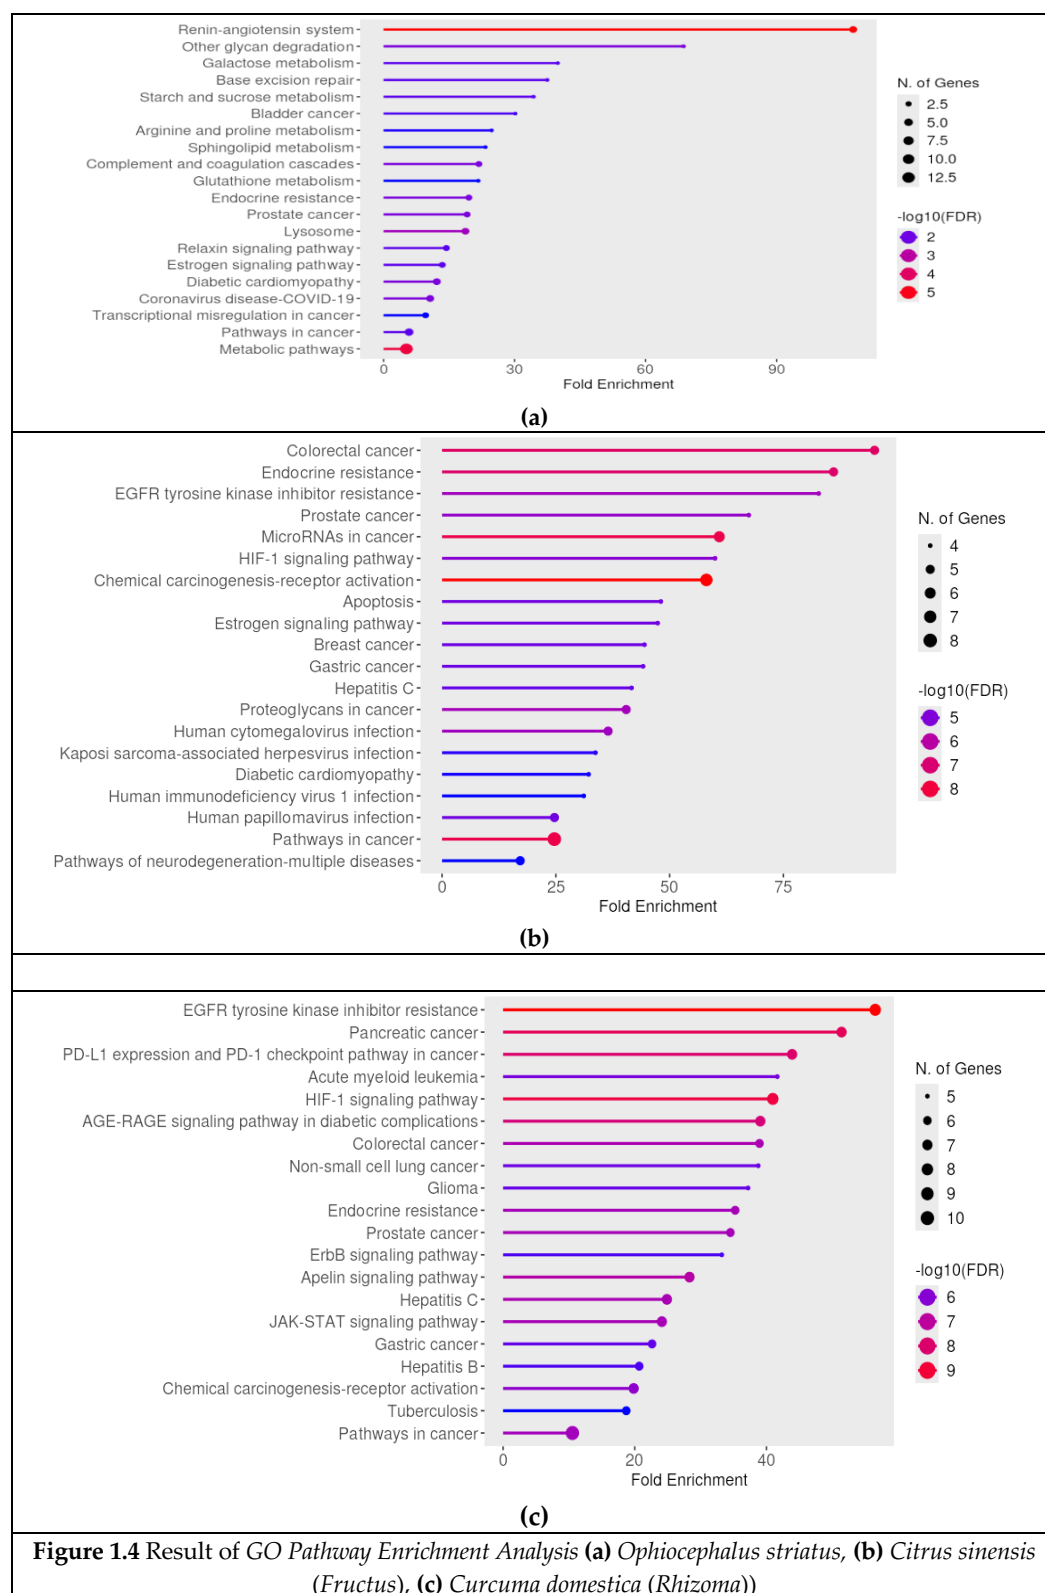 Renin-angiotensin system
Other glycan degradation
Galactose metabolism
Base excision repair
Starch and sucrose metabolism
Bladder cancer
Arginine and proline metabolism
Sphingolipid metabolism
Complement and coagulation cascades
Glutathione metabolism
Endocrine resistance
Prostate cancer
Lysosome
Relaxin signaling pathway
Estrogen signaling pathway
Diabetic cardiomyopathy
Coronavirus disease-COVID-19
Transcriptional misregulation in cancer
Pathways in cancer
Metabolic pathways
0 30 60 90
Fold Enrichment
N. of Genes
2.5
5.0
7.5
10.0
12.5
-log10(FDR)
2
3
4
5
(a)
Colorectal cancer
Endocrine resistance
EGFR tyrosine kinase inhibitor resistance
Prostate cancer
MicroRNAs in cancer
HIF-1 signaling pathway
Chemical carcinogenesis-receptor activation
Apoptosis
Estrogen signaling pathway
Breast cancer
Gastric cancer
Hepatitis C
Proteoglycans in cancer
Human cytomegalovirus infection
Kaposi sarcoma-associated herpesvirus infection
Diabetic cardiomyopathy
Human immunodeficiency virus 1 infection
Human papillomavirus infection
Pathways in cancer
Pathways of neurodegeneration-multiple diseases
0 25 50 75
Fold Enrichment
N. of Genes
4
5
6
7
8
-log10(FDR)
5
6
7
8
(b)
EGFR tyrosine kinase inhibitor resistance
Pancreatic cancer
PD-L1 expression and PD-1 checkpoint pathway in cancer
Acute myeloid leukemia
HIF-1 signaling pathway
AGE-RAGE signaling pathway in diabetic complications
Colorectal cancer
Non-small cell lung cancer
Glioma
Endocrine resistance
Prostate cancer
ErbB signaling pathway
Apelin signaling pathway
Hepatitis C
JAK-STAT signaling pathway
Gastric cancer
Hepatitis B
Chemical carcinogenesis-receptor activation
Tuberculosis
Pathways in cancer
0 20 40
Fold Enrichment
N. of Genes
5
6
7
8
9
10
-log10(FDR)
6
7
8
9
(c)
Figure 1.4 Result of GO Pathway Enrichment Analysis (a) Ophiocephalus striatus, (b) Citrus sinensis
(Fructus), (c) Curcuma domestica (Rhizoma))